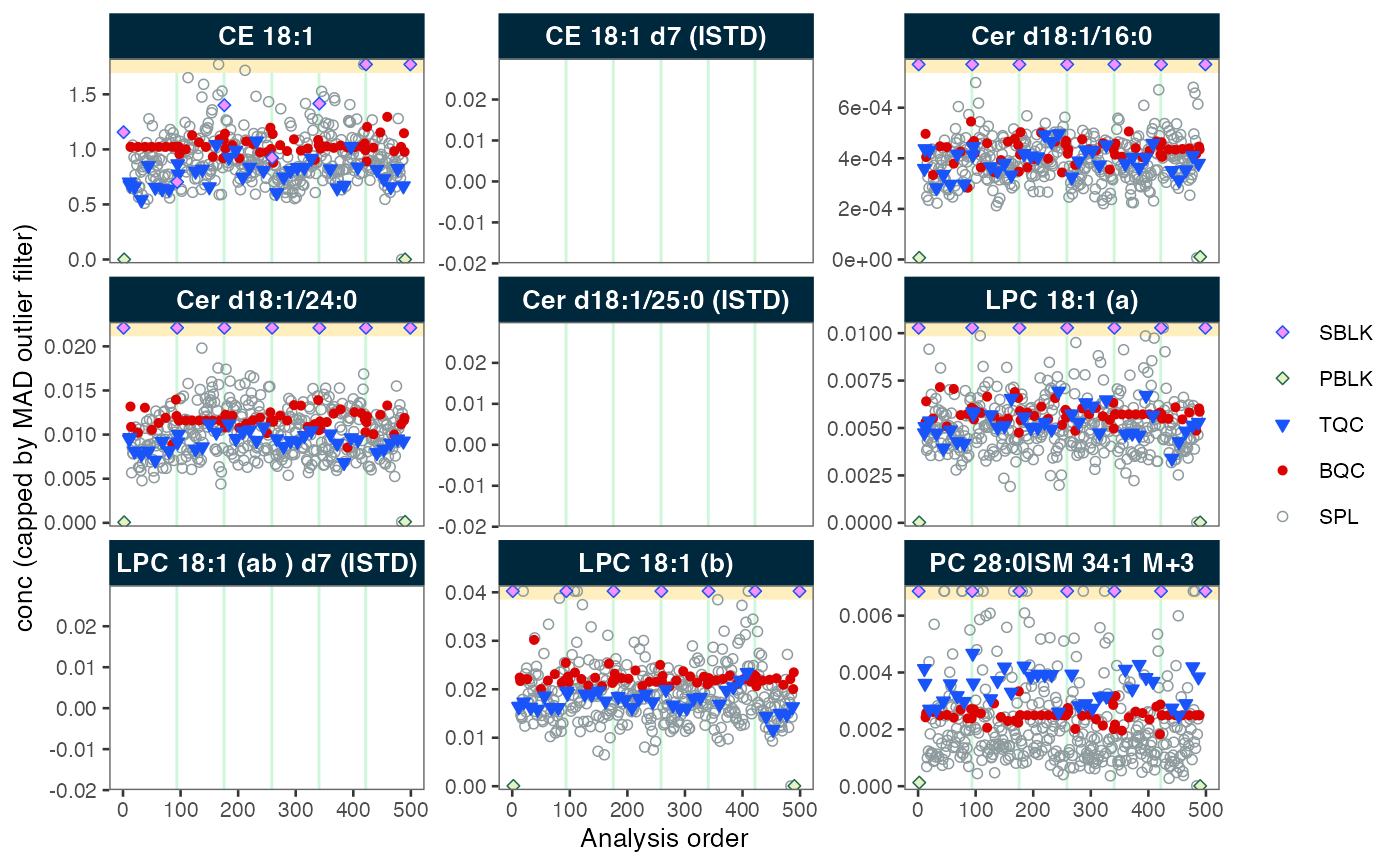 CE 18:1
CE 18:1 d7 (ISTD)
Cer d18:1/16:0
1.5
1.0
0.5
0.0
0.02
0.01
0.00
-0.01
-0.02
6e-04
4e-04
2e-04
0e+00
Cer d18:1/24:0
Cer d18:1/25:0 (ISTD)
LPC 18:1 (a)
0.020
0.015
0.010
0.005
0.000
0.02
0.01
0.00
-0.01
-0.02
0.0100
0.0075
0.0050
0.0025
0.0000
LPC 18:1 (ab ) d7 (ISTD)
LPC 18:1 (b)
PC 28:0|SM 34:1 M+3
0.02
0.01
0.00
-0.01
-0.02
0.04
0.03
0.02
0.01
0.00
0.006
0.004
0.002
0.000
0 100 200 300 400 500
0 100 200 300 400 500
0 100 200 300 400 500
Analysis order
conc (capped by MAD outlier filter)
SBLK
PBLK
TQC
BQC
SPL